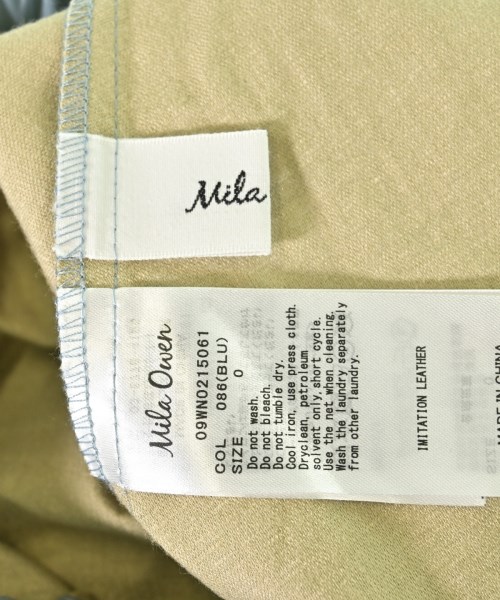 Mila
Mila Owen
09WN0215061
COL 086(BLU)
SIZE 0
Do not wash.
Do not bleach.
Do not tumble dry.
Cool iron, use press cloth.
Dryclean, petroleum
solvent only,short cycle.
Use the net when cleaning.
Wash the laundry separately
from other laundry.
IMITATION LEATHER
MADE IN CHINA